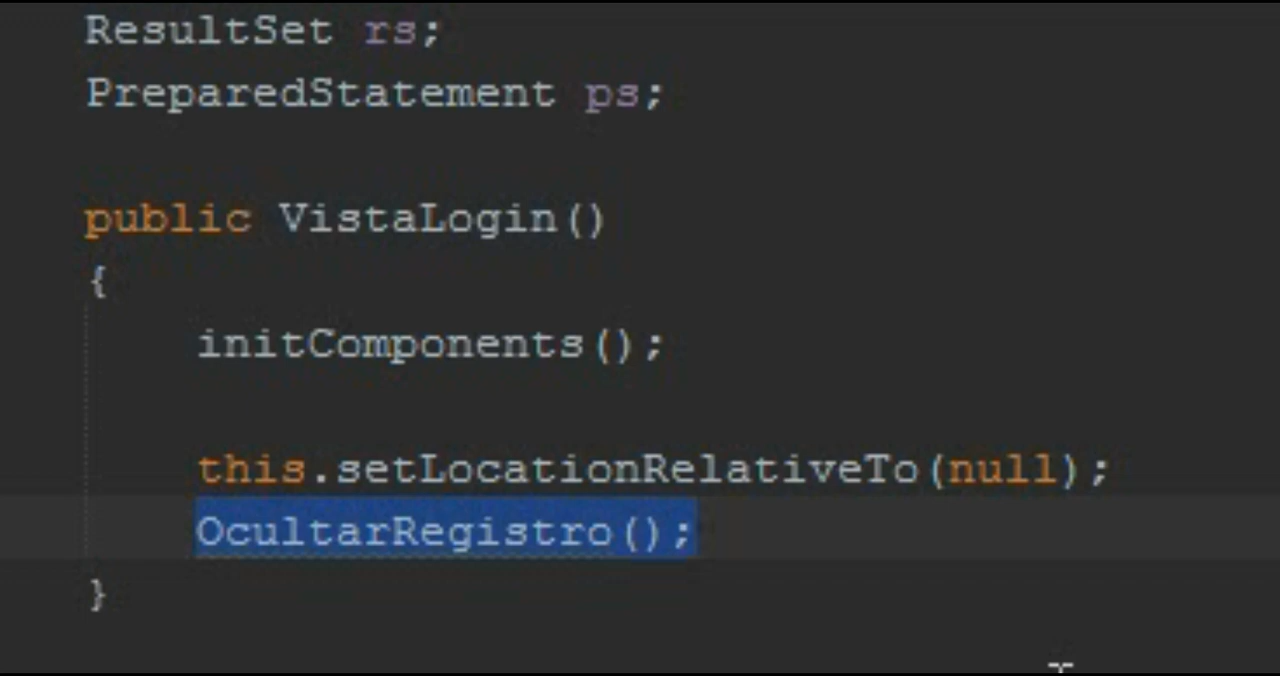 ResultSet rs;
PreparedStatement ps;
public VistaLogin()
{
initComponents();
this.setLocationRelativeTo(null);
OcultarRegistro();
}